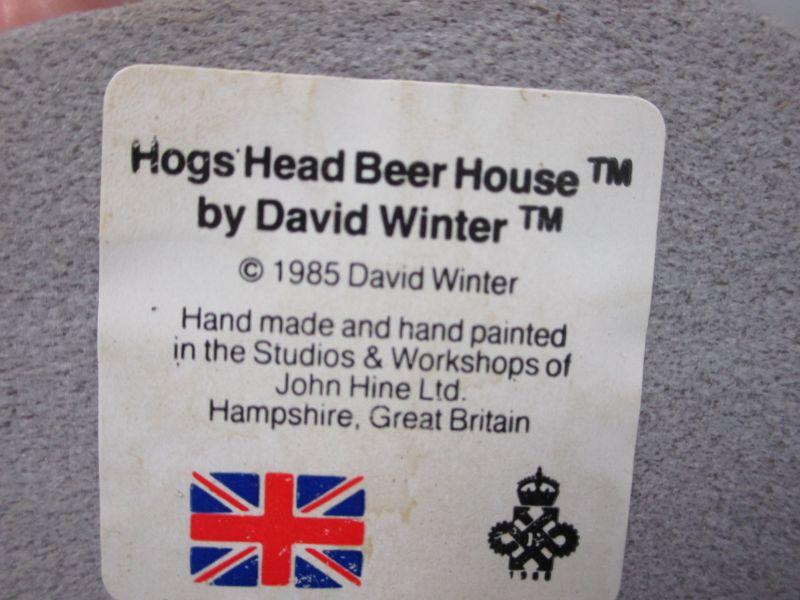 Hogs Head Beer House ™
by David Winter ™
© 1985 David Winter
Hand made and hand painted
in the Studios & Workshops of
John Hine Ltd.
Hampshire, Great Britain